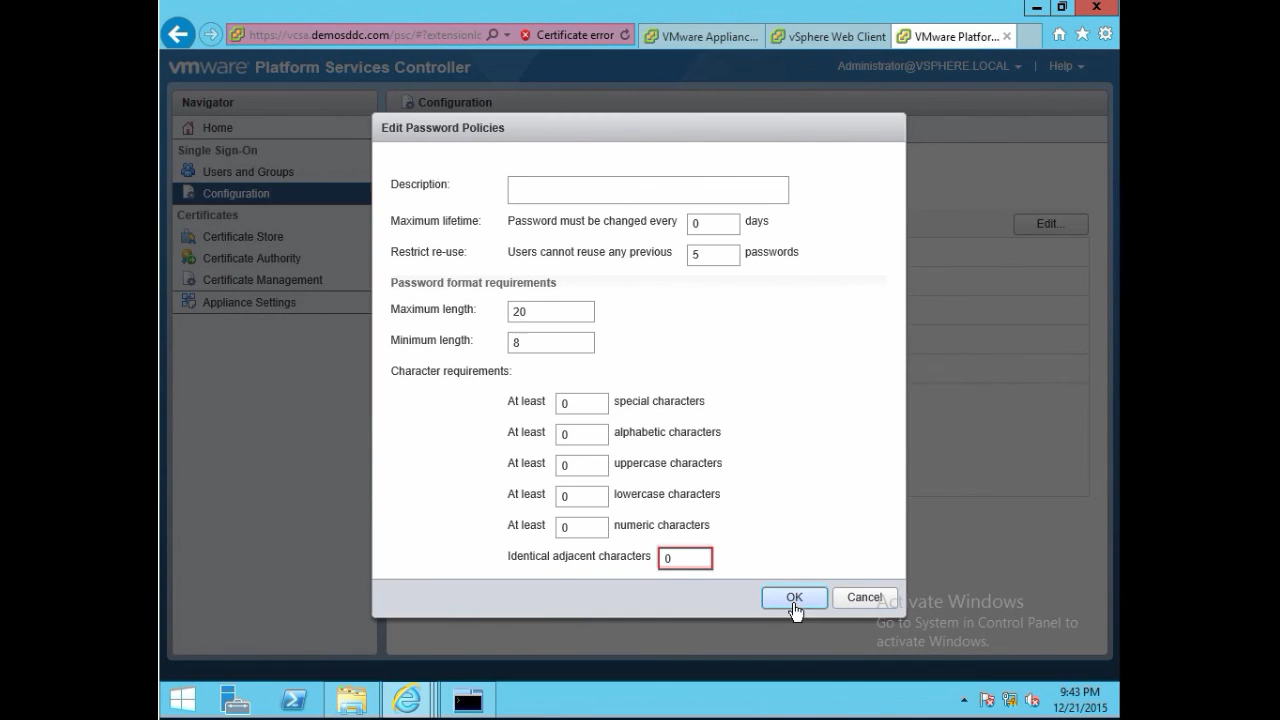 https://vcsa.demosddc.com/psc/#?extensionId
Certificate error
VMware Applianc...
vSphere Web Client
VMware Platfor...
vmware Platform Services Controller
Administrator@VSPHERE.LOCAL
Help
Navigator
Home
Single Sign-On
Users and Groups
Configuration
Certificates
Certificate Store
Certificate Authority
Certificate Management
Appliance Settings
Configuration
Edit...
Edit Password Policies
Description:
Maximum lifetime: Password must be changed every 0 days
Restrict re-use: Users cannot reuse any previous 5 passwords
Password format requirements
Maximum length: 20
Minimum length: 8
Character requirements:
At least 0 special characters
At least 0 alphabetic characters
At least 0 uppercase characters
At least 0 lowercase characters
At least 0 numeric characters
Identical adjacent characters 0
OK
Cancel
Activate Windows
Go to System in Control Panel to
activate Windows.
9:43 PM
12/21/2015